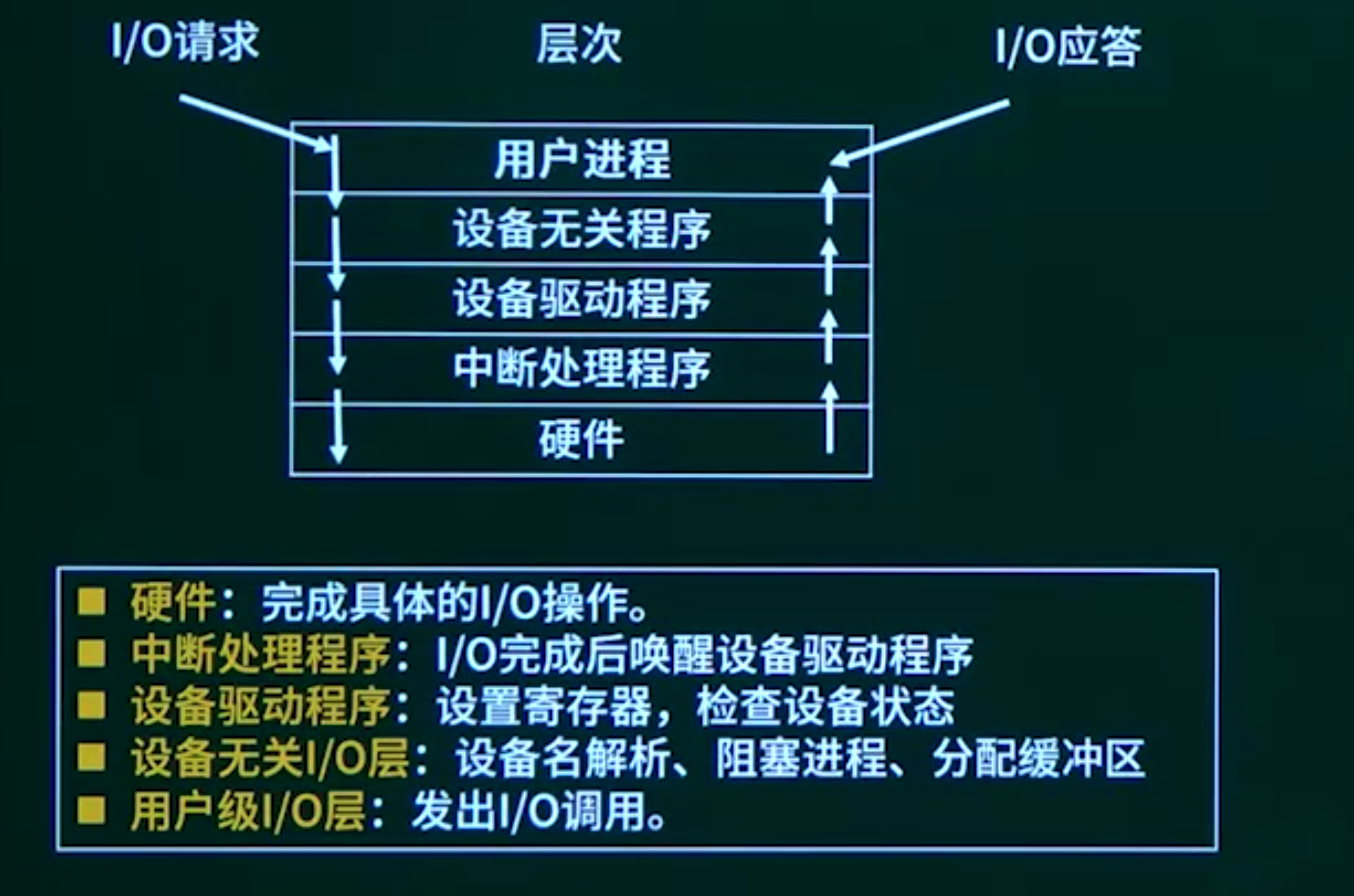 I/O请求
层次
I/O应答
用户进程
设备无关程序
设备驱动程序
中断处理程序
硬件
硬件：完成具体的I/O操作。
中断处理程序：I/O完成后唤醒设备驱动程序
设备驱动程序：设置寄存器，检查设备状态
设备无关I/O层：设备名解析、阻塞进程、分配缓冲区
用户级I/O层：发出I/O调用。